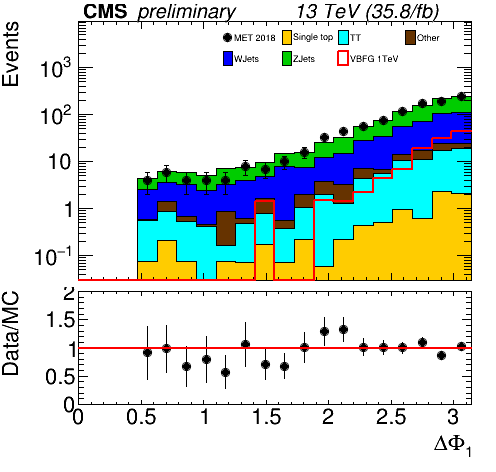 CMS preliminary 13 TeV (35.8/fb)
Events
MET 2018 Single top TT Other
WJets ZJets VBFG 1TeV
10³
10²
10
1
10⁻¹
Data/MC
2
1.5
1
0.5
0
0 0.5 1 1.5 2 2.5 3
ΔΦ₁